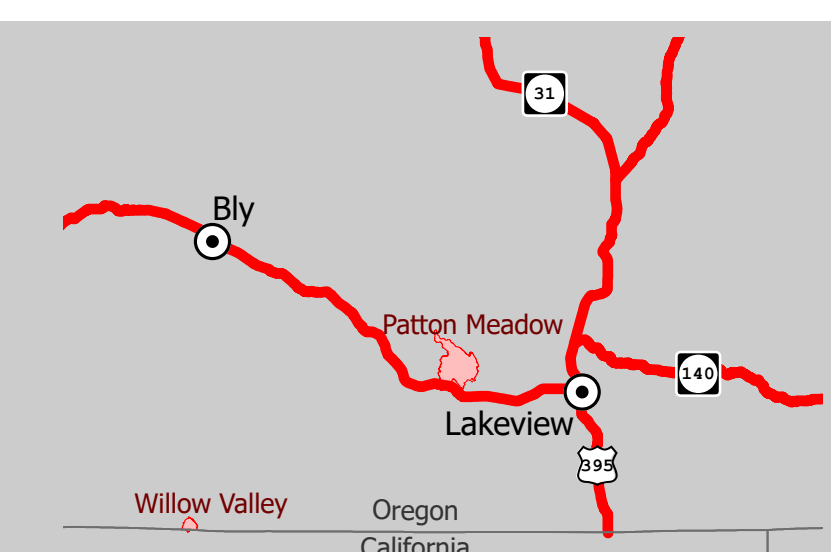 31
Bly
Patton Meadow
140
Lakeview
395
Willow Valley
Oregon
California